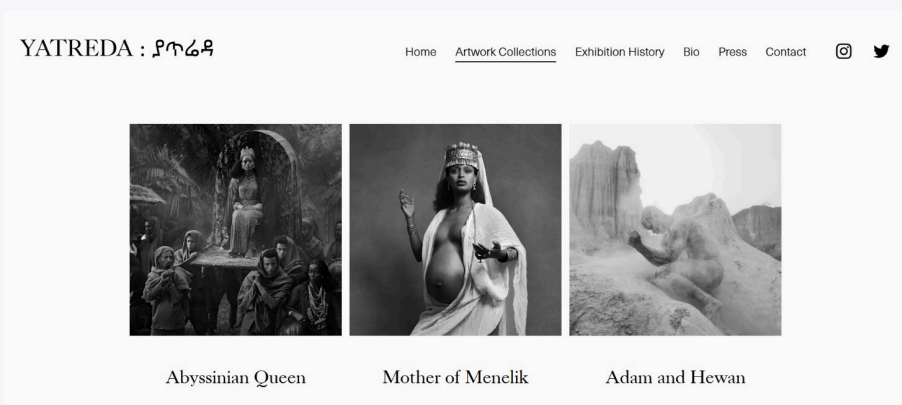 YATREDA : ያጥሬዳ
Home Artwork Collections Exhibition History Bio Press Contact
Abyssinian Queen Mother of Menelik Adam and Hewan